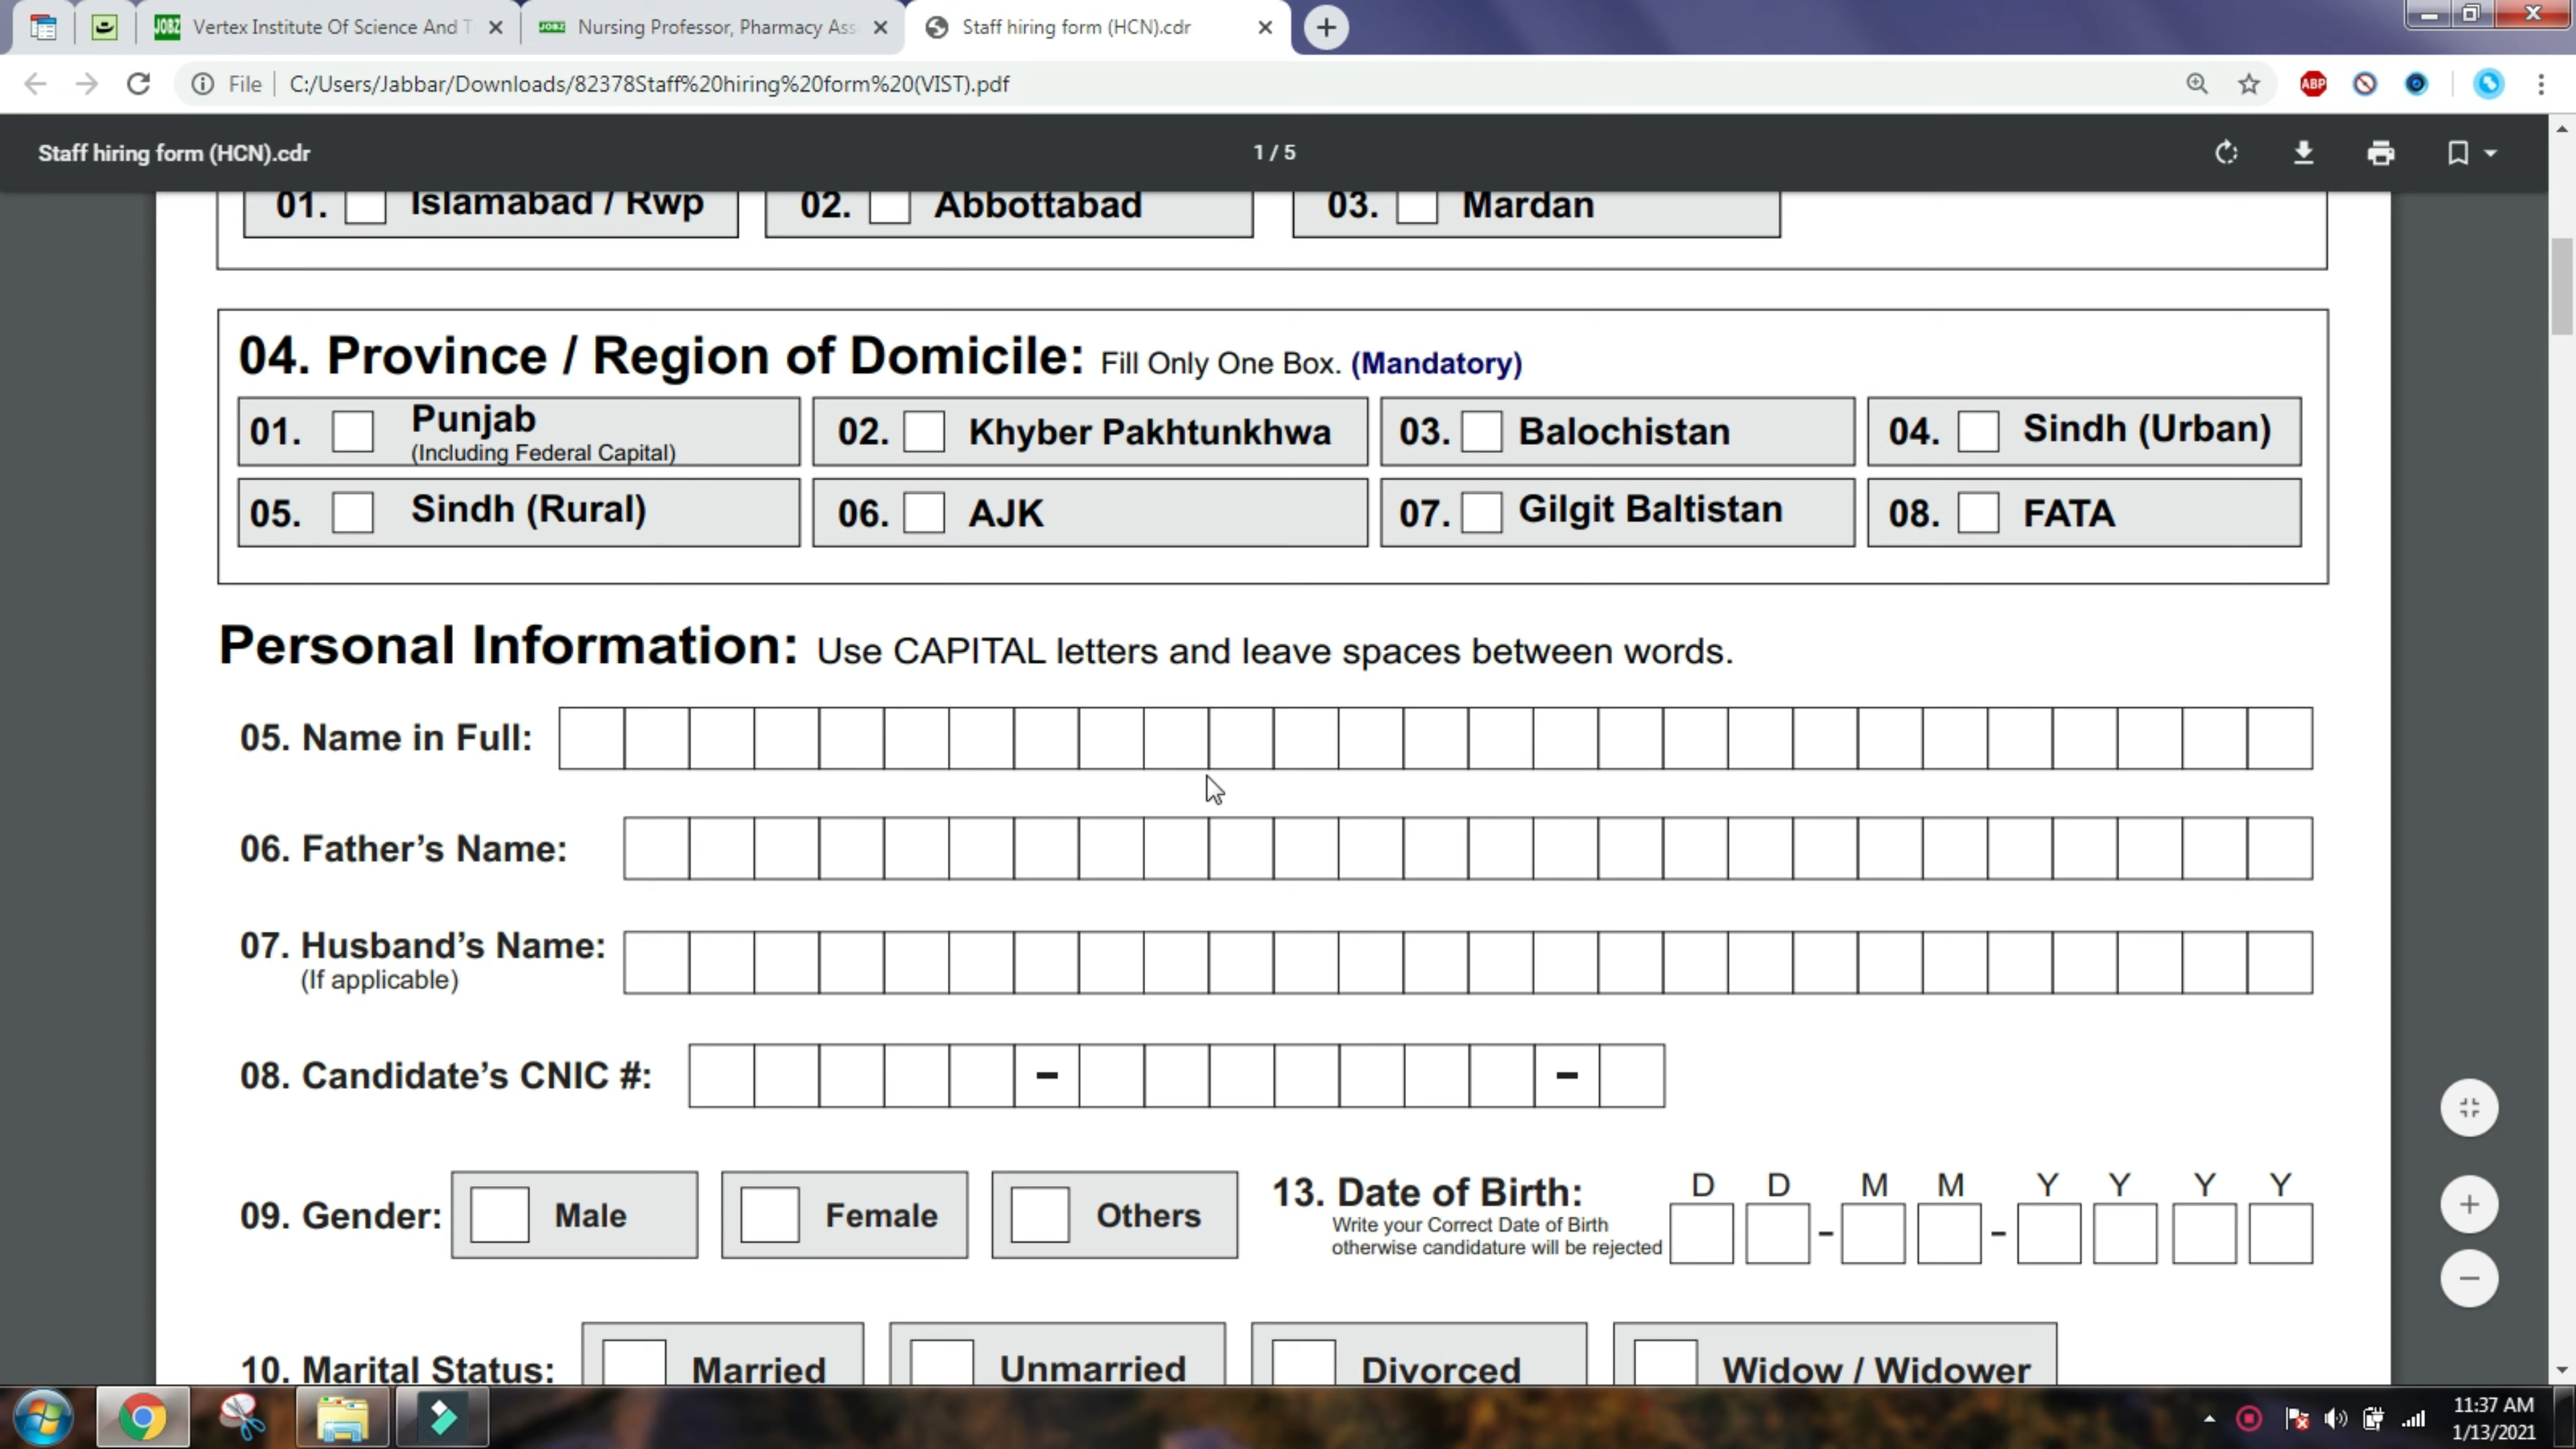 JOBZ Vertex Institute Of Science And T
JOBZ Nursing Professor, Pharmacy Ass
Staff hiring form (HCN).cdr
File C:/Users/Jabbar/Downloads/82378Staff%20hiring%20form%20(VIST).pdf
ABP
Staff hiring form (HCN).cdr
1 / 5
01. Islamabad / Rwp 02. Abbottabad 03. Mardan
04. Province / Region of Domicile: Fill Only One Box. (Mandatory)
01. Punjab (Including Federal Capital) 02. Khyber Pakhtunkhwa 03. Balochistan 04. Sindh (Urban)
05. Sindh (Rural) 06. AJK 07. Gilgit Baltistan 08. FATA
Personal Information: Use CAPITAL letters and leave spaces between words.
05. Name in Full:
06. Father's Name:
07. Husband's Name:
(If applicable)
08. Candidate's CNIC #: – –
09. Gender: Male Female Others
13. Date of Birth: D D M M Y Y Y Y
Write your Correct Date of Birth - -
otherwise candidature will be rejected
10. Marital Status: Married Unmarried Divorced Widow / Widower
11:37 AM
1/13/2021